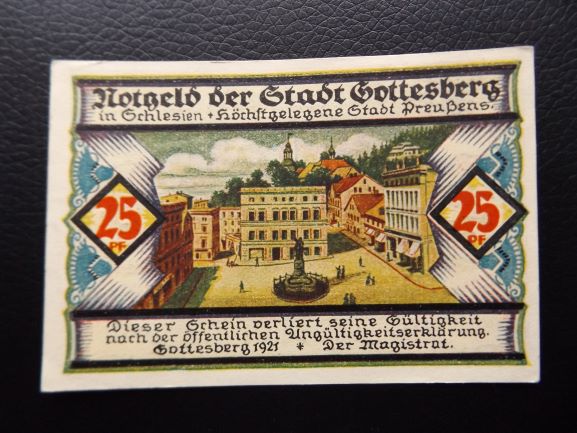 Notgeld der Stadt Gottesberg
in Schlesien + Höchstgelegene Stadt Preußens.
25
PF
25
PF
Dieser Schein verliert seine Gültigkeit
nach der öffentlichen Ungültigkeitserklärung.
Gottesberg 1921 * Der Magistrat.